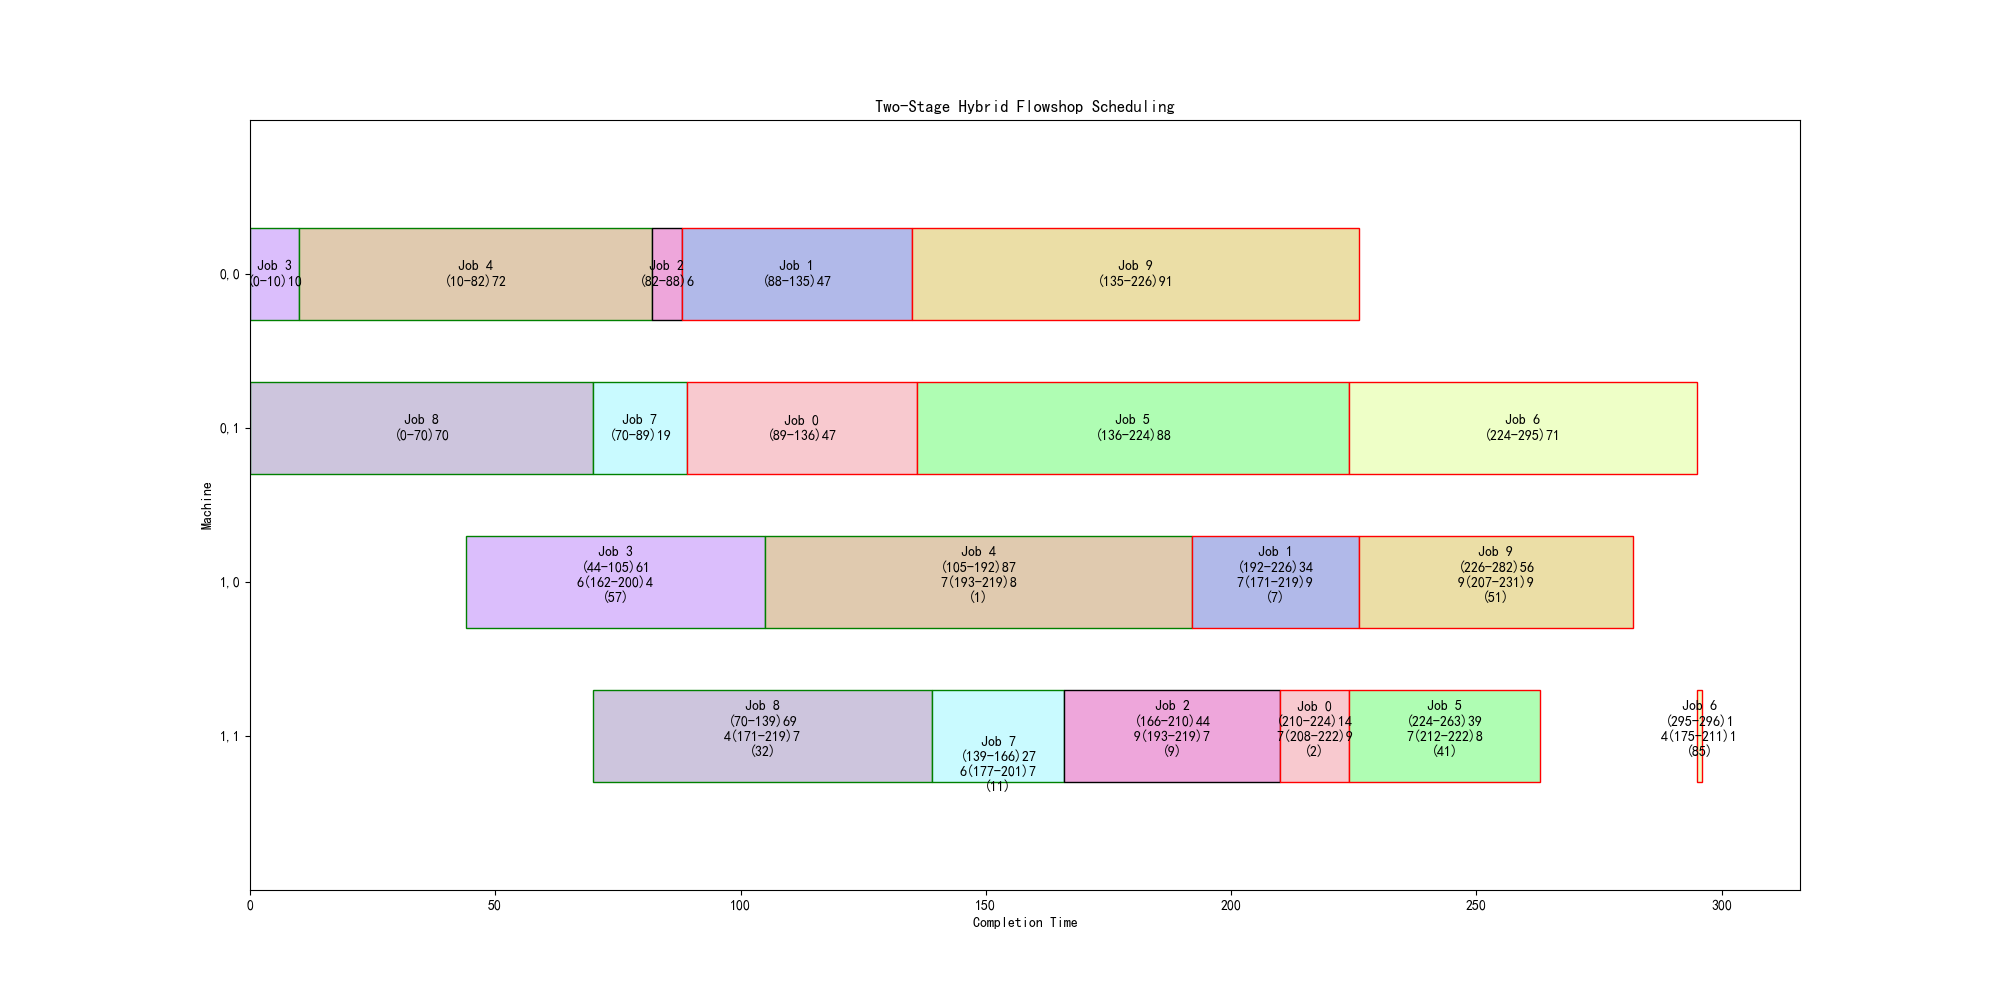 Two-Stage Hybrid Flowshop Scheduling
Machine
0,0
Job 3
(0-10)10
Job 4
(10-82)72
Job 2
(82-88)6
Job 1
(88-135)47
Job 9
(135-226)91
0,1
Job 8
(0-70)70
Job 7
(70-89)19
Job 0
(89-136)47
Job 5
(136-224)88
Job 6
(224-295)71
1,0
Job 3
(44-105)61
6(162-200)4
(57)
Job 4
(105-192)87
7(193-219)8
(1)
Job 1
(192-226)34
7(171-219)9
(7)
Job 9
(226-282)56
9(207-231)9
(51)
1,1
Job 8
(70-139)69
4(171-219)7
(32)
Job 7
(139-166)27
6(177-201)7
(11)
Job 2
(166-210)44
9(193-219)7
(9)
Job 0
(210-224)14
7(208-222)9
(2)
Job 5
(224-263)39
7(212-222)8
(41)
Job 6
(295-296)1
4(175-211)1
(85)
0
50
100
150
200
250
300
Completion Time